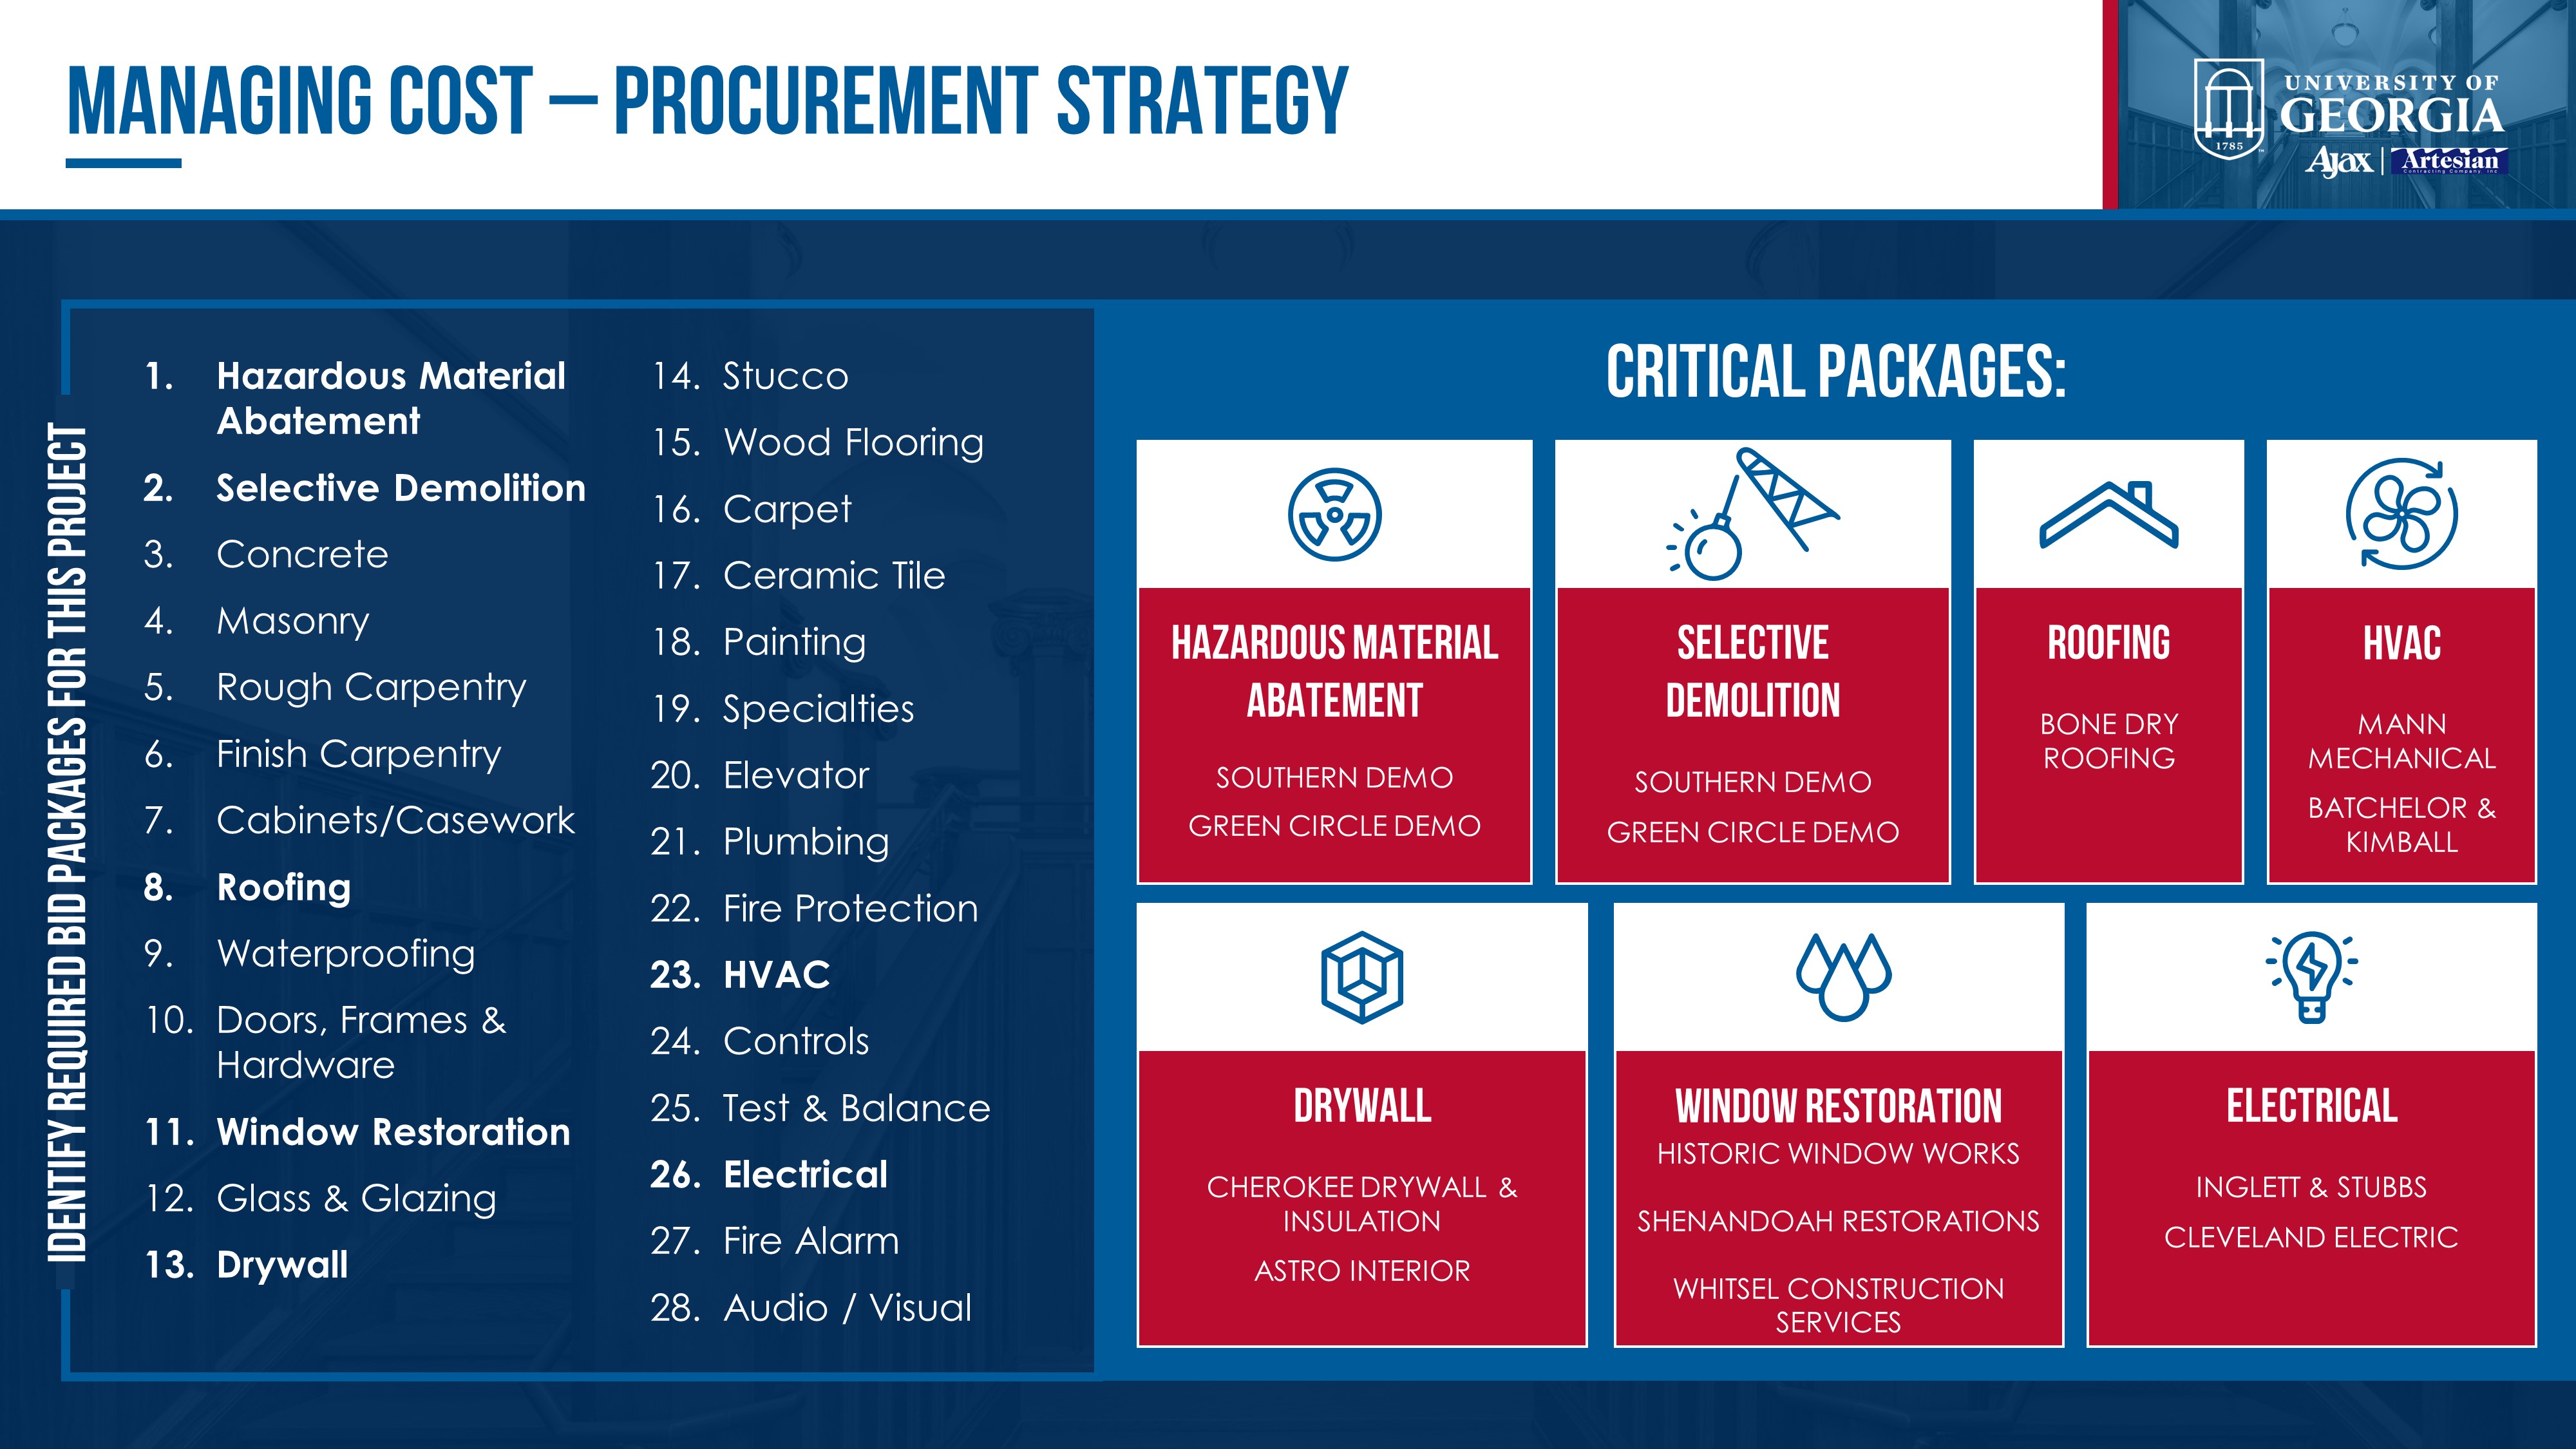 MANAGING COST – PROCUREMENT STRATEGY
UNIVERSITY OF
GEORGIA
1785
Ajax | Artesian
Contracting Company, Inc
IDENTIFY REQUIRED BID PACKAGES FOR THIS PROJECT
1. Hazardous Material
Abatement
2. Selective Demolition
3. Concrete
4. Masonry
5. Rough Carpentry
6. Finish Carpentry
7. Cabinets/Casework
8. Roofing
9. Waterproofing
10. Doors, Frames &
Hardware
11. Window Restoration
12. Glass & Glazing
13. Drywall
14. Stucco
15. Wood Flooring
16. Carpet
17. Ceramic Tile
18. Painting
19. Specialties
20. Elevator
21. Plumbing
22. Fire Protection
23. HVAC
24. Controls
25. Test & Balance
26. Electrical
27. Fire Alarm
28. Audio / Visual
CRITICAL PACKAGES:
HAZARDOUS MATERIAL
ABATEMENT
SOUTHERN DEMO
GREEN CIRCLE DEMO
SELECTIVE
DEMOLITION
SOUTHERN DEMO
GREEN CIRCLE DEMO
ROOFING
BONE DRY
ROOFING
HVAC
MANN
MECHANICAL
BATCHELOR &
KIMBALL
DRYWALL
CHEROKEE DRYWALL &
INSULATION
ASTRO INTERIOR
WINDOW RESTORATION
HISTORIC WINDOW WORKS
SHENANDOAH RESTORATIONS
WHITSEL CONSTRUCTION
SERVICES
ELECTRICAL
INGLETT & STUBBS
CLEVELAND ELECTRIC